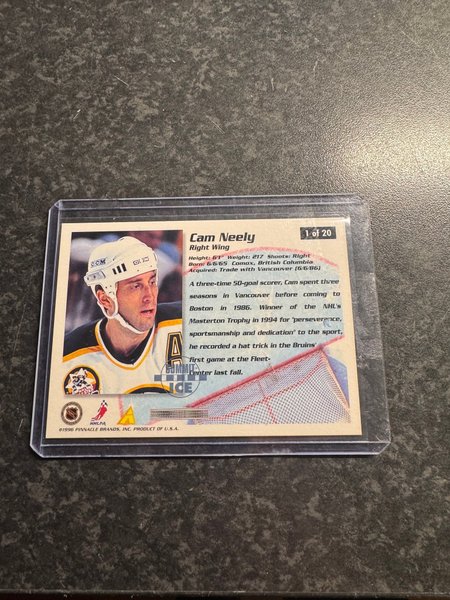 1 of 20
Cam Neely
Right Wing
Height: 6'1" Weight: 217 Shoots: Right
Born: 6/6/65 Comox, British Columbia
Acquired: Trade with Vancouver (6/6/86)
A three-time 50-goal scorer, Cam spent three
seasons in Vancouver before coming to
Boston in 1986. Winner of the NHL's
Masterton Trophy in 1994 for "perseverance,
sportsmanship and dedication" to the sport,
he recorded a hat trick in the Bruins'
first game at the Fleet-
Center last fall.
CCM
A
SUMMIT
ICE
NHL
NHLPA
©1996 PINNACLE BRANDS, INC. PRODUCT OF U.S.A.